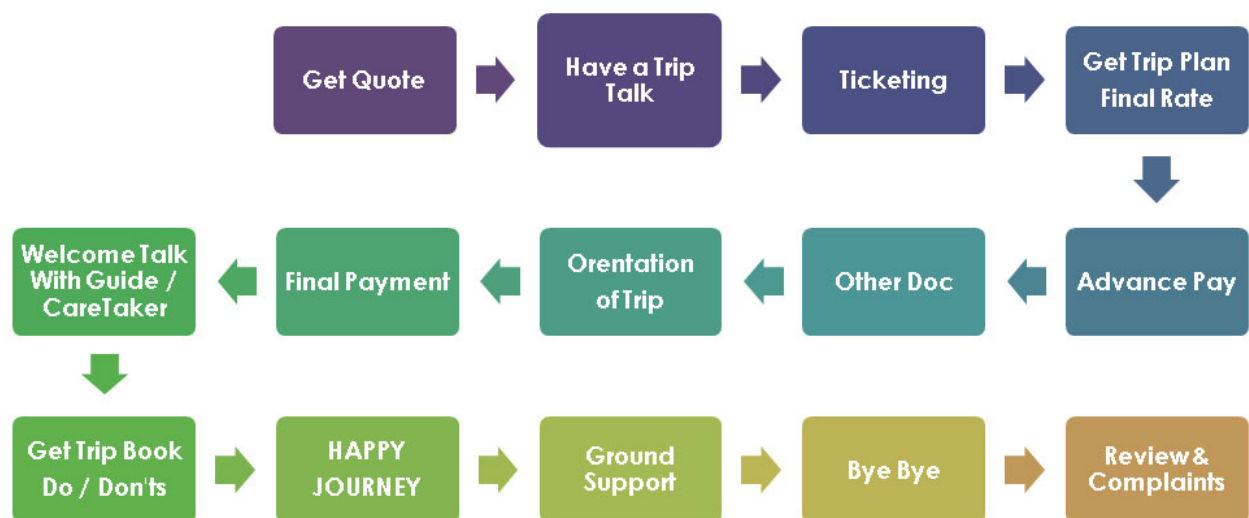 Get Quote
Have a Trip
Talk
Ticketing
Get Trip Plan
Final Rate
Advance Pay
Other Doc
Orentation
of Trip
Final Payment
Welcome Talk
With Guide /
CareTaker
Get Trip Book
Do / Don'ts
HAPPY
JOURNEY
Ground
Support
Bye Bye
Review &
Complaints